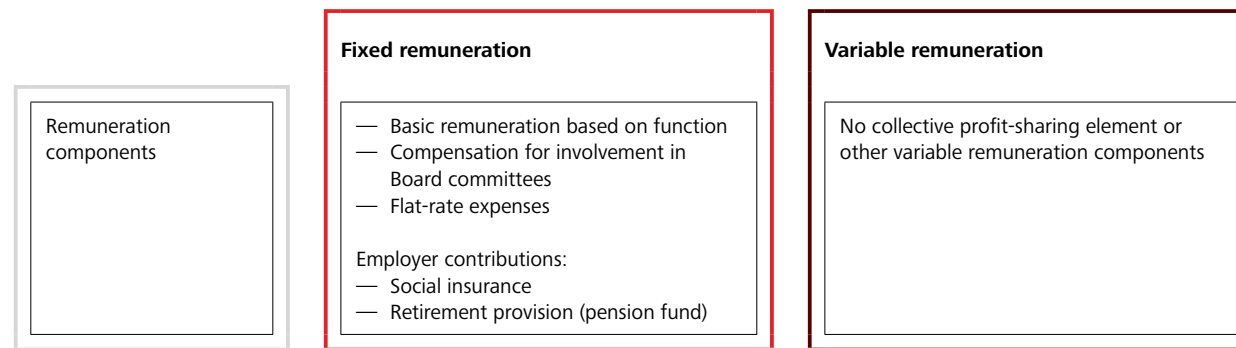 Fixed remuneration
Variable remuneration
Remuneration
components
— Basic remuneration based on function
— Compensation for involvement in
Board committees
— Flat-rate expenses
Employer contributions:
— Social insurance
— Retirement provision (pension fund)
No collective profit-sharing element or
other variable remuneration components